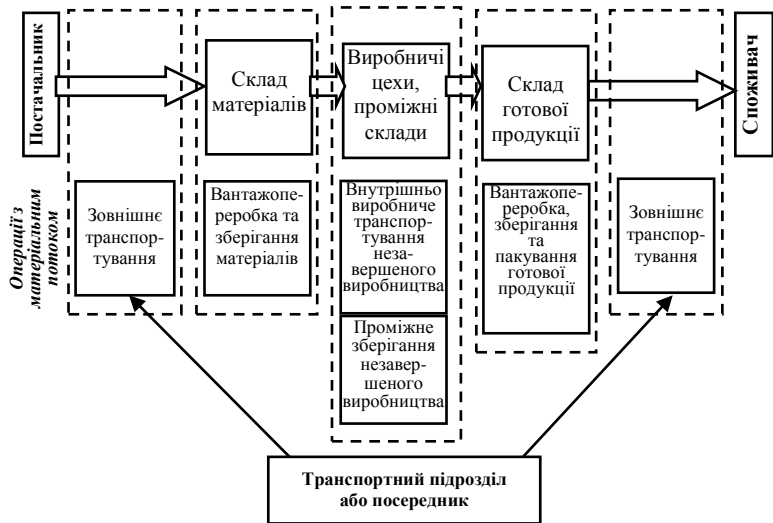 Постачальник
Склад
матеріалів
Виробничі
цехи,
проміжні
склади
Склад
готової
продукції
Споживач
Операції з
матеріальним
потоком
Зовнішнє
транспор-
тування
Вантажопе-
реробка та
зберігання
матеріалів
Внутрішньо
виробниче
транспор-
тування
неза-
вершеного
виробництва
Проміжне
зберігання
незавер-
шеного
виробництва
Вантажопе-
реробка,
зберігання
та
пакування
готової
продукції
Зовнішнє
транспор-
тування
Транспортний підрозділ
або посередник